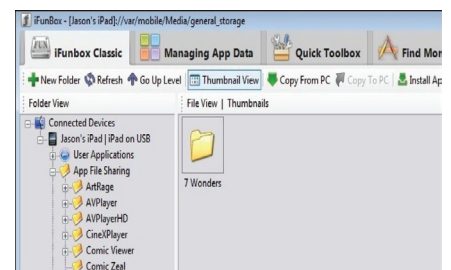 iFunBox - [Jason's iPad]://var/mobile/Media/general_storage
iFunbox Classic Managing App Data Quick Toolbox Find Mor
New Folder Refresh Go Up Level Thumbnail View Copy From PC Copy To PC Install Ap
Folder View
File View | Thumbnails
Connected Devices
Jason's iPad | iPad on USB
User Applications
App File Sharing
ArtRage
AVPlayer
AVPlayerHD
CineXPlayer
Comic Viewer
Comic Zeal
7 Wonders